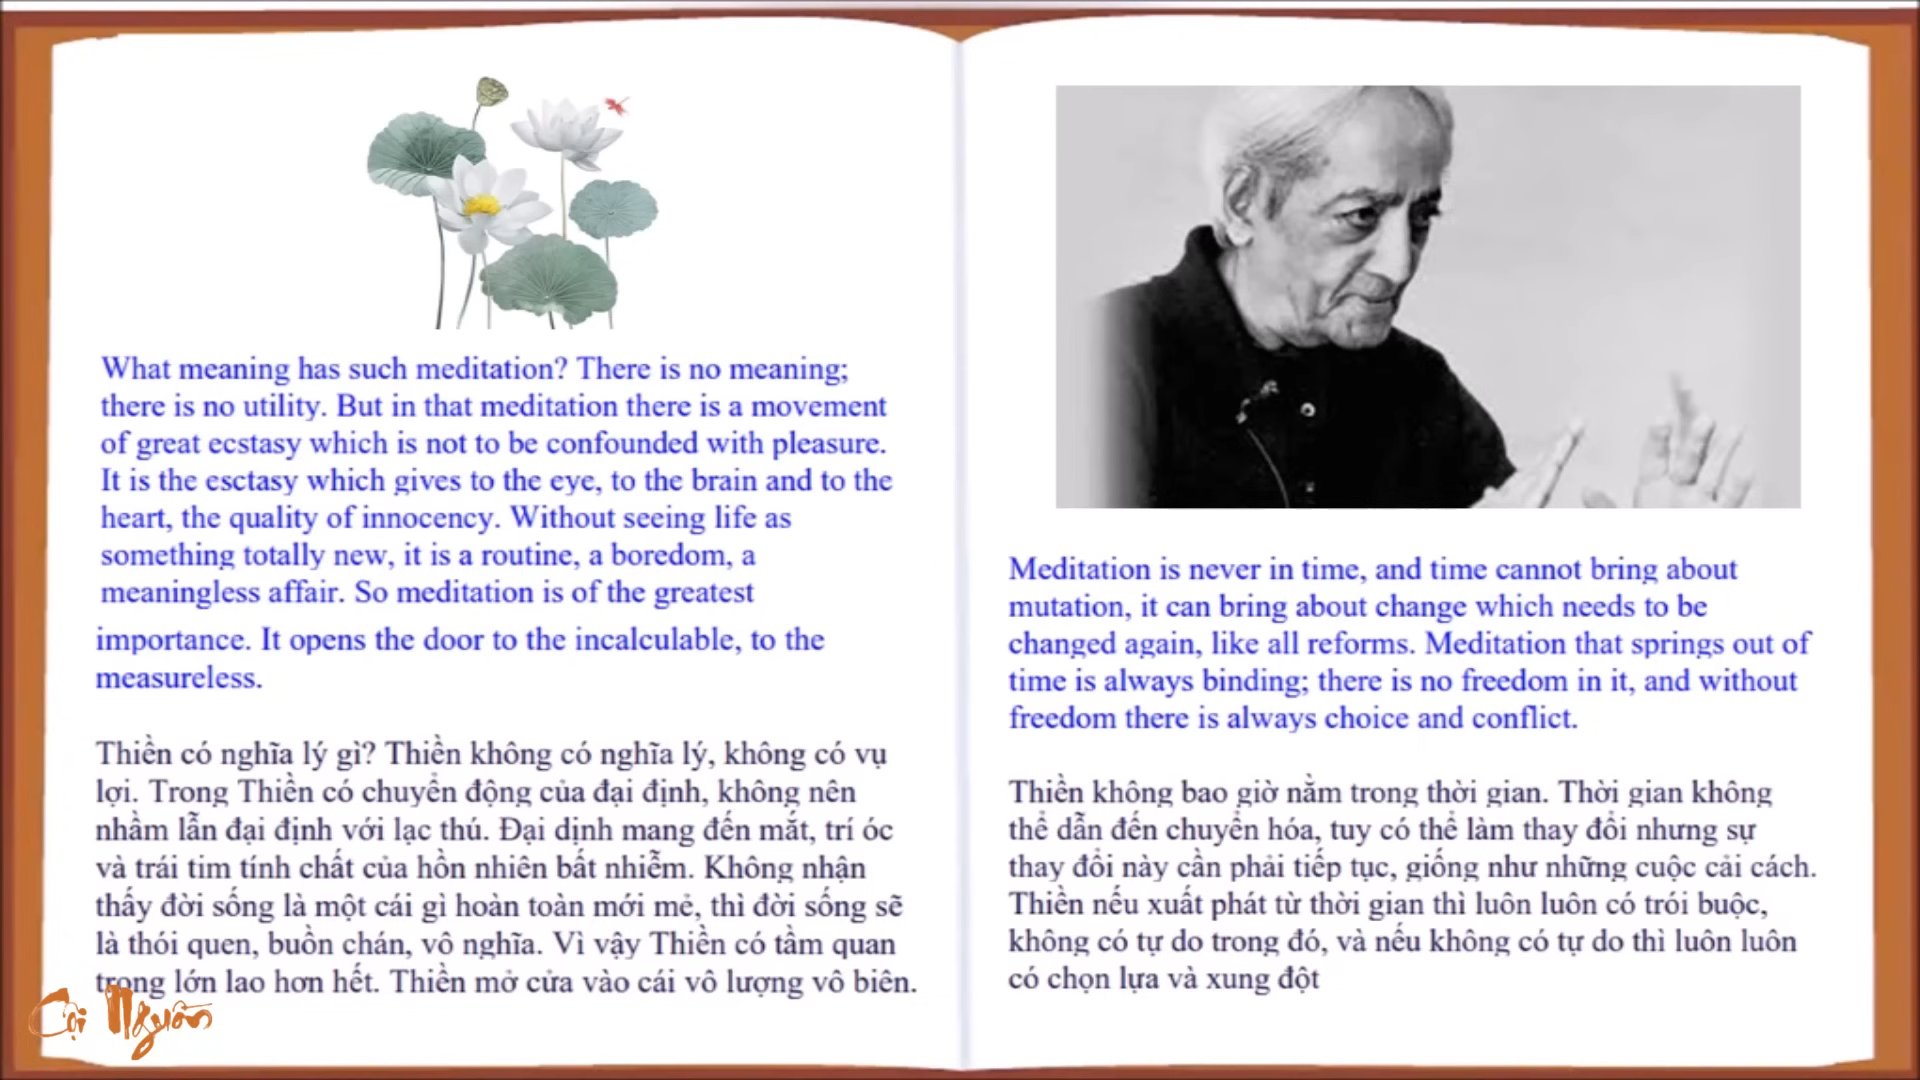 What meaning has such meditation? There is no meaning;
there is no utility. But in that meditation there is a movement
of great ecstasy which is not to be confounded with pleasure.
It is the esctasy which gives to the eye, to the brain and to the
heart, the quality of innocency. Without seeing life as
something totally new, it is a routine, a boredom, a
meaningless affair. So meditation is of the greatest
importance. It opens the door to the incalculable, to the
measureless.
Thiền có nghĩa lý gì? Thiền không có nghĩa lý, không có vụ
lợi. Trong Thiền có chuyển động của đại định, không nên
nhầm lẫn đại định với lạc thú. Đại dịnh mang đến mắt, trí óc
và trái tim tính chất của hồn nhiên bất nhiễm. Không nhận
thấy đời sống là một cái gì hoàn toàn mới mẻ, thì đời sống sẽ
là thói quen, buồn chán, vô nghĩa. Vì vậy Thiền có tầm quan
trọng lớn lao hơn hết. Thiền mở cửa vào cái vô lượng vô biên.
Cội Nguồn
Meditation is never in time, and time cannot bring about
mutation, it can bring about change which needs to be
changed again, like all reforms. Meditation that springs out of
time is always binding; there is no freedom in it, and without
freedom there is always choice and conflict.
Thiền không bao giờ nằm trong thời gian. Thời gian không
thể dẫn đến chuyển hóa, tuy có thể làm thay đổi nhưng sự
thay đổi này cần phải tiếp tục, giống như những cuộc cải cách.
Thiền nếu xuất phát từ thời gian thì luôn luôn có trói buộc,
không có tự do trong đó, và nếu không có tự do thì luôn luôn
có chọn lựa và xung đột